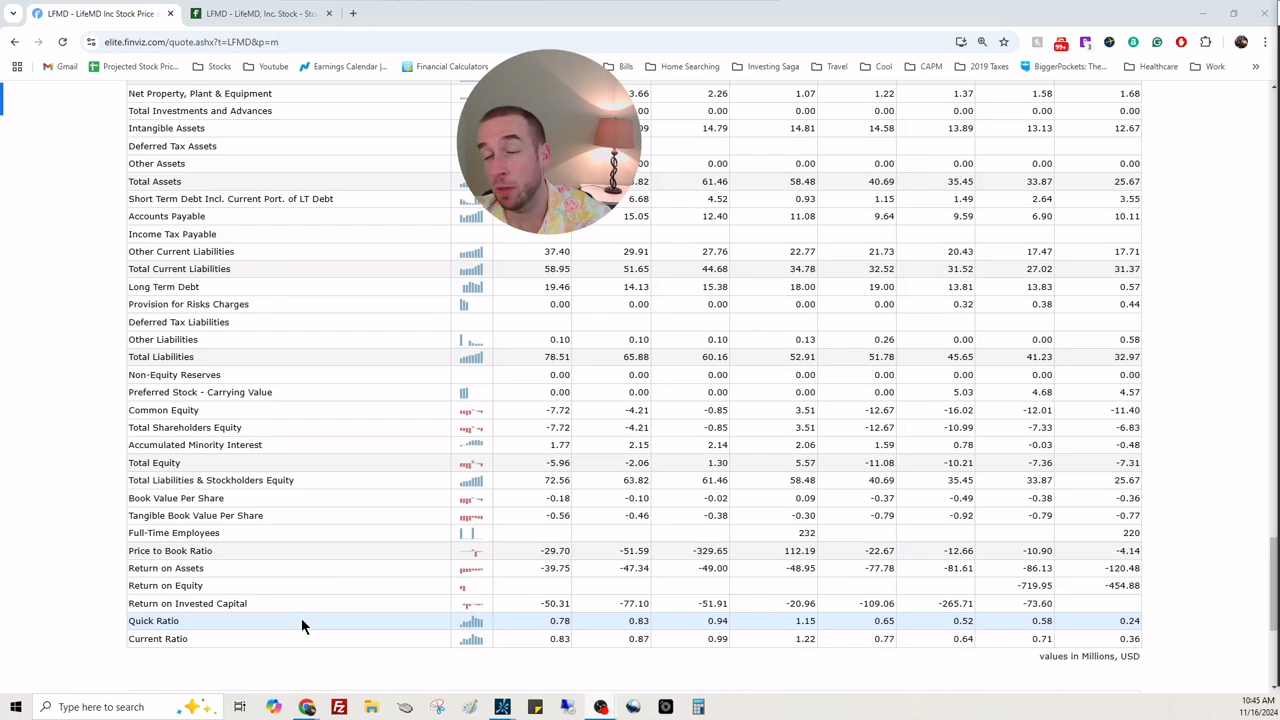 LFMD - LifeMD Inc Stock Price a
LFMD - LifeMD, Inc. Stock - Sto
elite.finviz.com/quote.ashx?t=LFMD&p=m
99+
Gmail Projected Stock Pric... Stocks Youtube Earnings Calendar,... Financial Calculators Bills Home Searching Investing Saga Travel Cool CAPM 2019 Taxes BiggerPockets: The... Healthcare Work
Net Property, Plant & Equipment 3.66 2.26 1.07 1.22 1.37 1.58 1.68
Total Investments and Advances 0.00 0.00 0.00 0.00 0.00 0.00
Intangible Assets 14.79 14.81 14.58 13.89 13.13 12.67
Deferred Tax Assets
Other Assets 0.00 0.00 0.00 0.00 0.00 0.00
Total Assets 61.46 58.48 40.69 35.45 33.87 25.67
Short Term Debt Incl. Current Port. of LT Debt 6.68 4.52 0.93 1.15 1.49 2.64 3.55
Accounts Payable 15.05 12.40 11.08 9.64 9.59 6.90 10.11
Income Tax Payable
Other Current Liabilities 37.40 29.91 27.76 22.77 21.73 20.43 17.47 17.71
Total Current Liabilities 58.95 51.65 44.68 34.78 32.52 31.52 27.02 31.37
Long Term Debt 19.46 14.13 15.38 18.00 19.00 13.81 13.83 0.57
Provision for Risks Charges 0.00 0.00 0.00 0.00 0.00 0.32 0.38 0.44
Deferred Tax Liabilities
Other Liabilities 0.10 0.10 0.10 0.13 0.26 0.00 0.00 0.58
Total Liabilities 78.51 65.88 60.16 52.91 51.78 45.65 41.23 32.97
Non-Equity Reserves 0.00 0.00 0.00 0.00 0.00 0.00 0.00 0.00
Preferred Stock - Carrying Value 0.00 0.00 0.00 0.00 0.00 5.03 4.68 4.57
Common Equity -7.72 -4.21 -0.85 3.51 -12.67 -16.02 -12.01 -11.40
Total Shareholders Equity -7.72 -4.21 -0.85 3.51 -12.67 -10.99 -7.33 -6.83
Accumulated Minority Interest 1.77 2.15 2.14 2.06 1.59 0.78 -0.03 -0.48
Total Equity -5.96 -2.06 1.30 5.57 -11.08 -10.21 -7.36 -7.31
Total Liabilities & Stockholders Equity 72.56 63.82 61.46 58.48 40.69 35.45 33.87 25.67
Book Value Per Share -0.18 -0.10 -0.02 0.09 -0.37 -0.49 -0.38 -0.36
Tangible Book Value Per Share -0.56 -0.46 -0.38 -0.30 -0.79 -0.92 -0.79 -0.77
Full-Time Employees 232 220
Price to Book Ratio -29.70 -51.59 -329.65 112.19 -22.67 -12.66 -10.90 -4.14
Return on Assets -39.75 -47.34 -49.00 -48.95 -77.78 -81.61 -86.13 -120.48
Return on Equity -719.95 -454.88
Return on Invested Capital -50.31 -77.10 -51.91 -20.96 -109.06 -265.71 -73.60
Quick Ratio 0.78 0.83 0.94 1.15 0.65 0.52 0.58 0.24
Current Ratio 0.83 0.87 0.99 1.22 0.77 0.64 0.71 0.36
values in Millions, USD
Type here to search
10:45 AM
11/16/2024